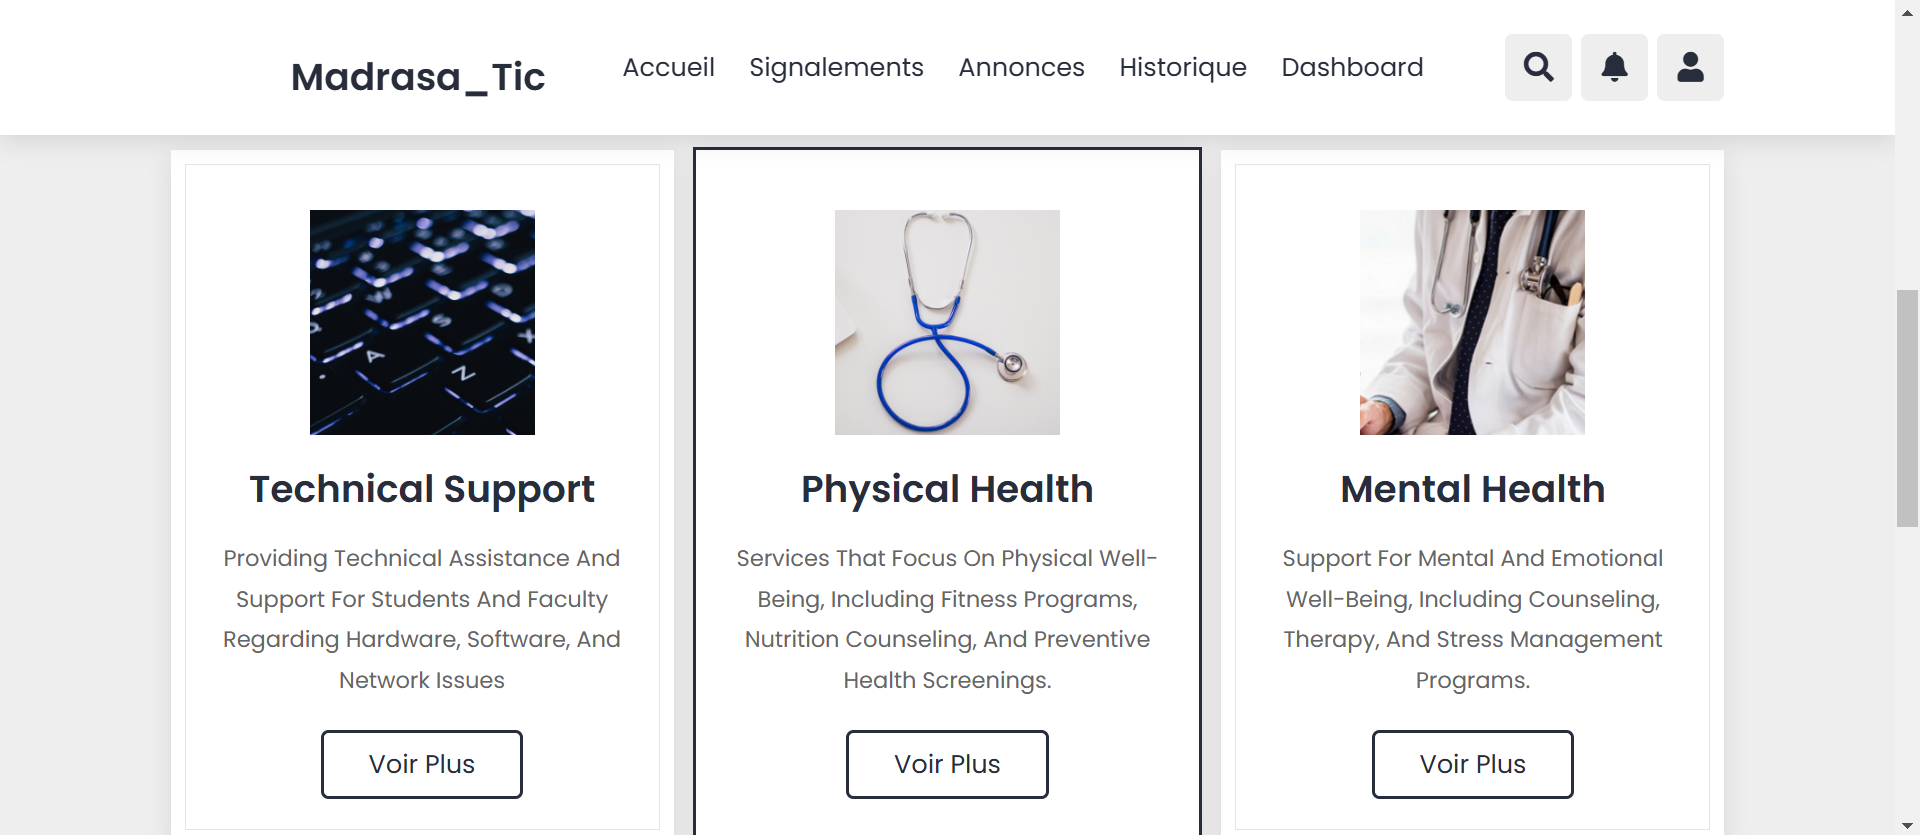 Madrasa_Tic
Accueil Signalements Annonces Historique Dashboard
Technical Support
Providing Technical Assistance And
Support For Students And Faculty
Regarding Hardware, Software, And
Network Issues
Voir Plus
Physical Health
Services That Focus On Physical Well-
Being, Including Fitness Programs,
Nutrition Counseling, And Preventive
Health Screenings.
Voir Plus
Mental Health
Support For Mental And Emotional
Well-Being, Including Counseling,
Therapy, And Stress Management
Programs.
Voir Plus